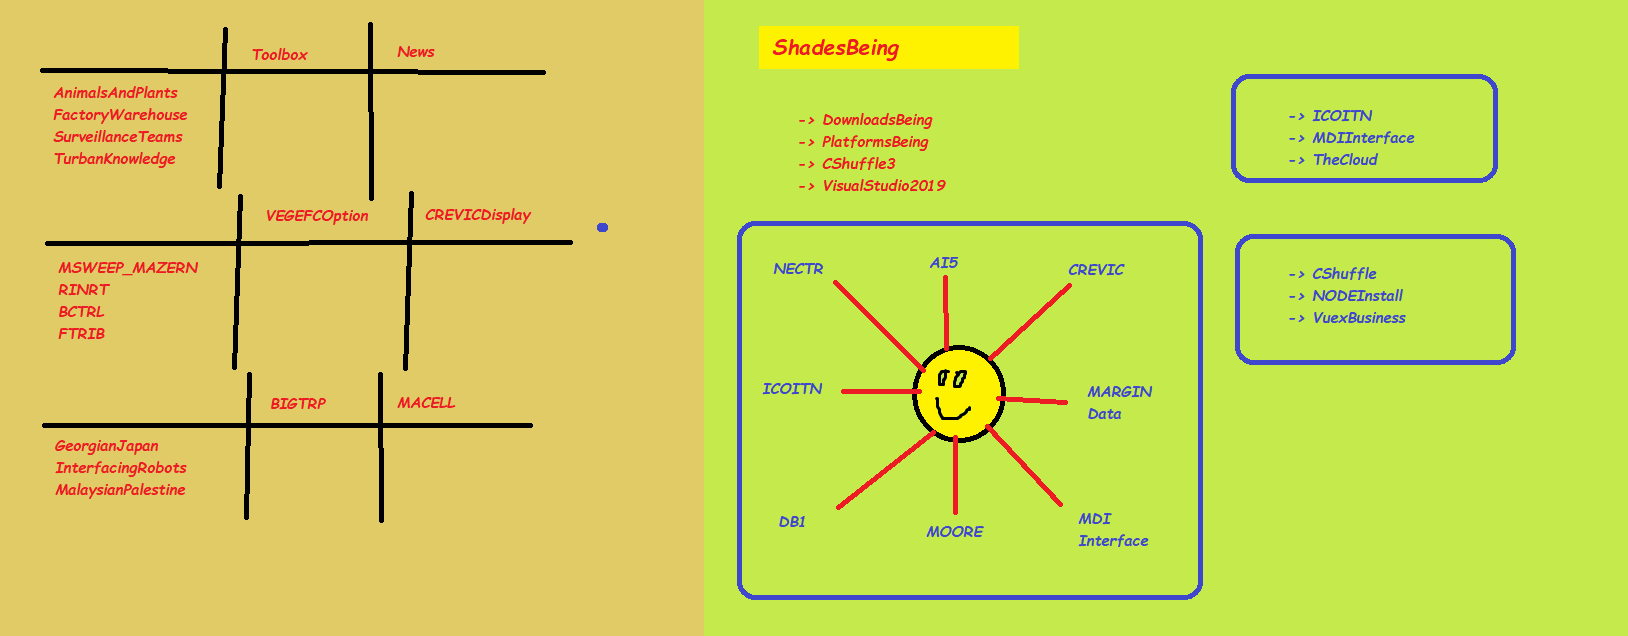 Toolbox
News
AnimalsAndPlants
FactoryWarehouse
SurveillanceTeams
TurbanKnowledge
VEGEFCOption
CREVICDisplay
MSWEEP_MAZERN
RINRT
BCTRL
FTRIB
BIGTRP
MACELL
GeorgianJapan
InterfacingRobots
MalaysianPalestine
ShadesBeing
-> DownloadsBeing
-> PlatformsBeing
-> CShuffle3
-> VisualStudio2019
NECTR
AI5
CREVIC
ICOITN
MARGIN
Data
DB1
MOORE
MDI
Interface
-> ICOITN
-> MDIInterface
-> TheCloud
-> CShuffle
-> NODEInstall
-> VuexBusiness